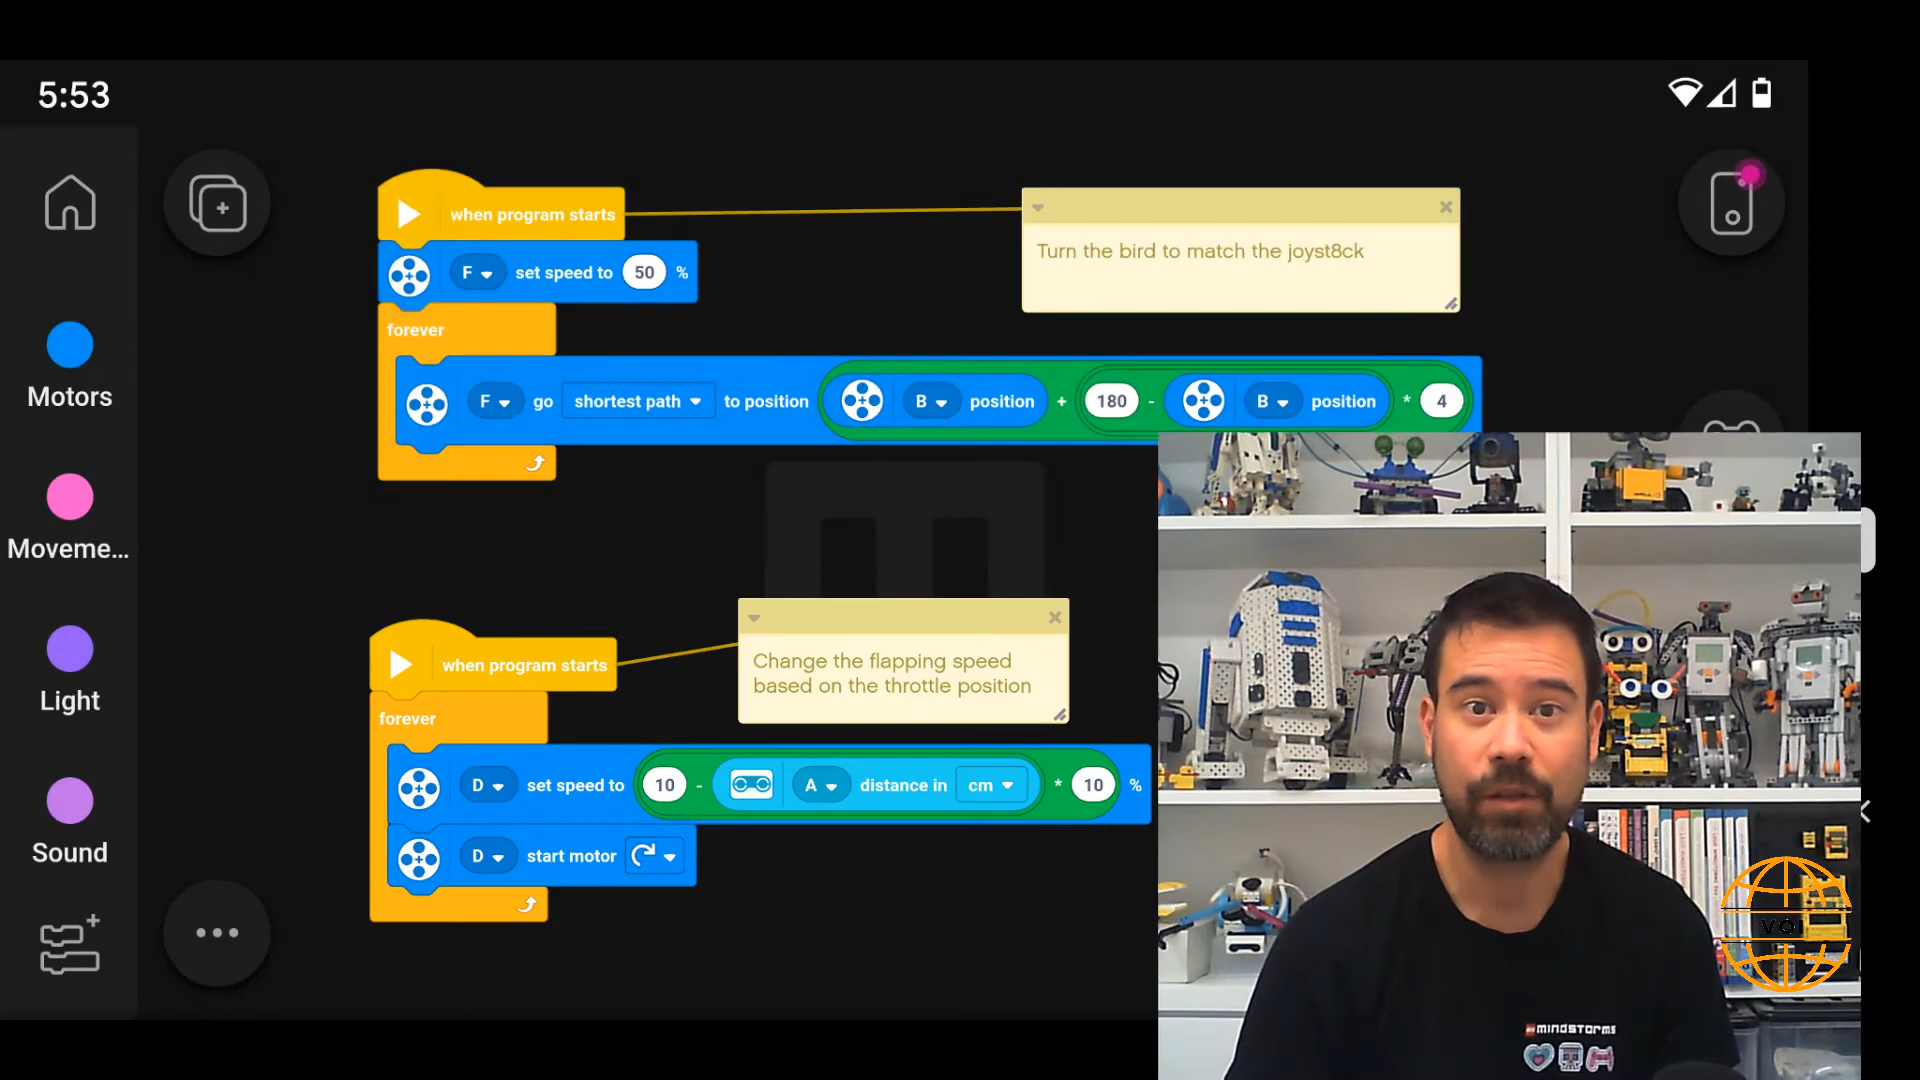 5:53
when program starts
F set speed to 50 %
forever
F go shortest path to position B position + 180 - B position * 4
Turn the bird to match the joyst8ck
when program starts
forever
D set speed to 10 - A distance in cm * 10 %
D start motor
Change the flapping speed
based on the throttle position
Motors
Moveme...
Light
Sound
MINDSTORMS
VOI